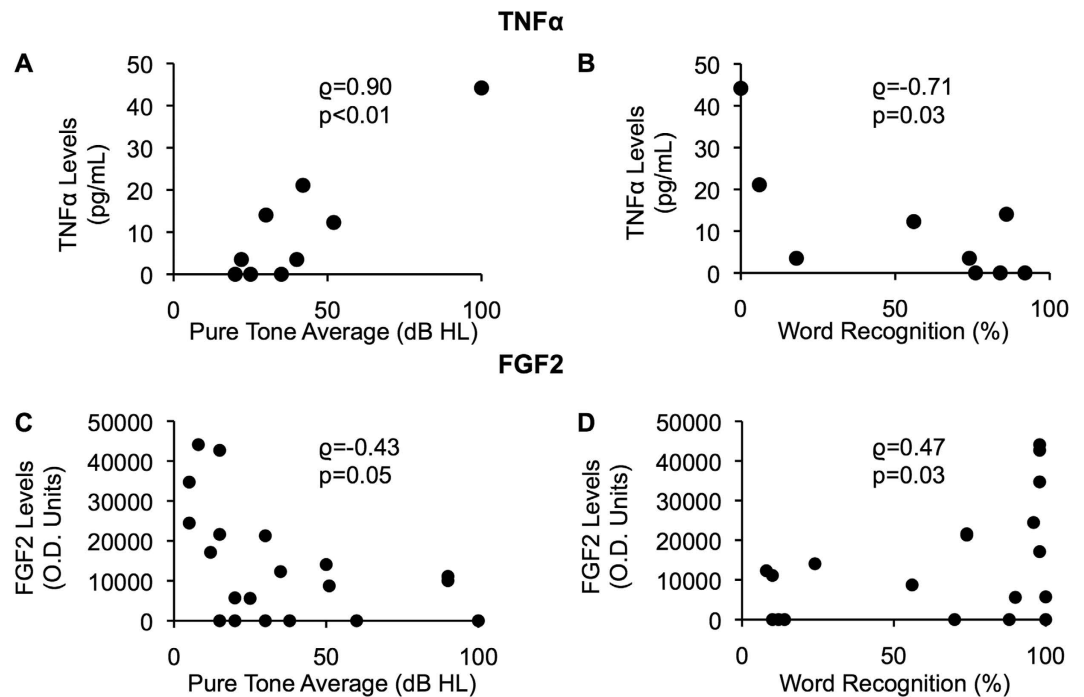 TNFα
A
ϱ=0.90
p<0.01
TNFα Levels
(pg/mL)
50
40
30
20
10
0
0
50
100
Pure Tone Average (dB HL)
B
ϱ=-0.71
p=0.03
TNFα Levels
(pg/mL)
50
40
30
20
10
0
0
50
100
Word Recognition (%)
FGF2
C
ϱ=-0.43
p=0.05
FGF2 Levels
(O.D. Units)
50000
40000
30000
20000
10000
0
0
50
100
Pure Tone Average (dB HL)
D
ϱ=0.47
p=0.03
FGF2 Levels
(O.D. Units)
50000
40000
30000
20000
10000
0
0
50
100
Word Recognition (%)